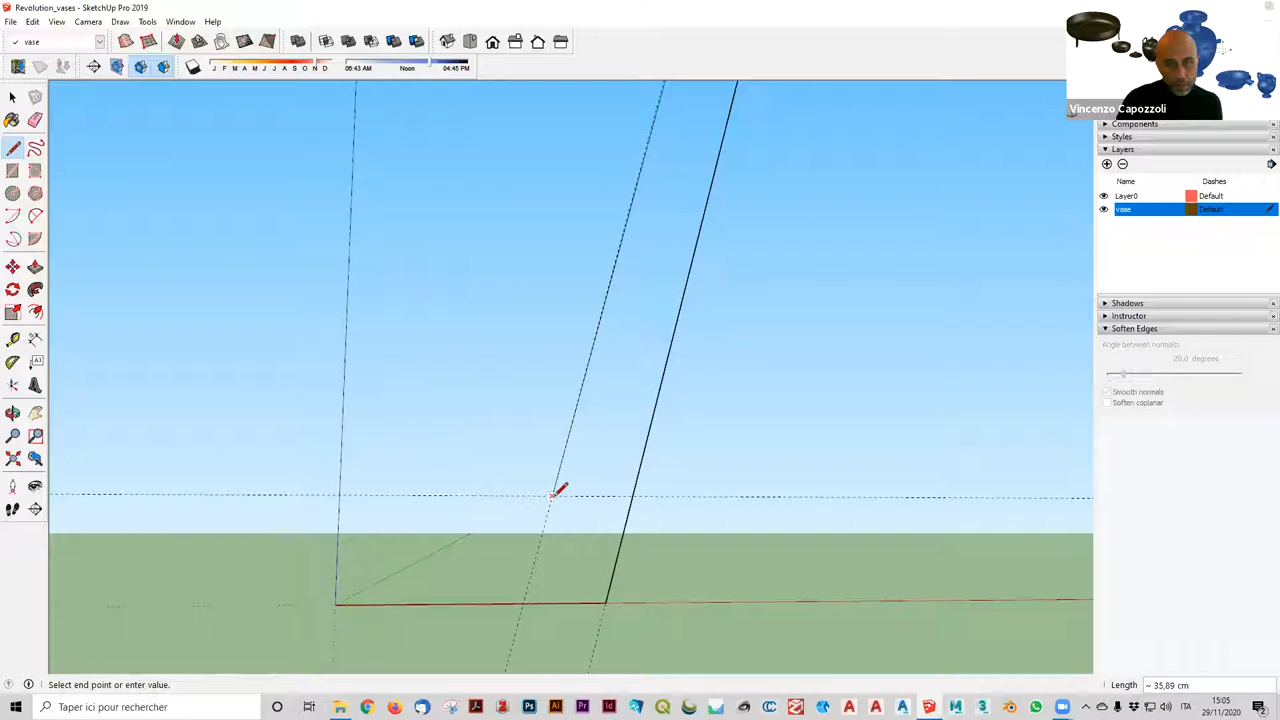 Revolution_vases - SketchUp Pro 2019
File Edit View Camera Draw Tools Window Help
vase
J F M A M J J A S O N D
06:43 AM Noon 04:45 PM
Vincenzo Capozzoli
Components
Styles
Layers
Name Dashes
Layer0 Default
vase Default
Shadows
Instructor
Soften Edges
Angle between normals:
20.0 degrees
Smooth normals
Soften coplanar
Select end point or enter value.
Length ~ 35,89 cm
Taper ici pour rechercher
ITA
15:05
29/11/2020